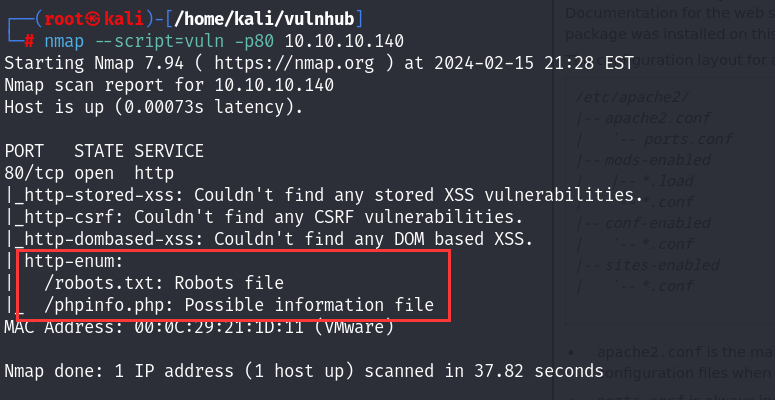 ┌──(root㉿kali)-[/home/kali/vulnhub]
└─# nmap --script=vuln -p80 10.10.10.140
Starting Nmap 7.94 ( https://nmap.org ) at 2024-02-15 21:28 EST
Nmap scan report for 10.10.10.140
Host is up (0.00073s latency).
PORT   STATE SERVICE
80/tcp open  http
|_http-stored-xss: Couldn't find any stored XSS vulnerabilities.
|_http-csrf: Couldn't find any CSRF vulnerabilities.
|_http-dombased-xss: Couldn't find any DOM based XSS.
| http-enum:
|   /robots.txt: Robots file
|_  /phpinfo.php: Possible information file
MAC Address: 00:0C:29:21:1D:11 (VMware)
Nmap done: 1 IP address (1 host up) scanned in 37.82 seconds
Documentation for the web s
package was installed on this
configuration layout for a
/etc/apache2/
|-- apache2.conf
|   `-- ports.conf
|-- mods-enabled
|   |-- *.load
|   `-- *.conf
|-- conf-enabled
|   `-- *.conf
|-- sites-enabled
|   `-- *.conf
apache2.conf is the ma
configuration files when